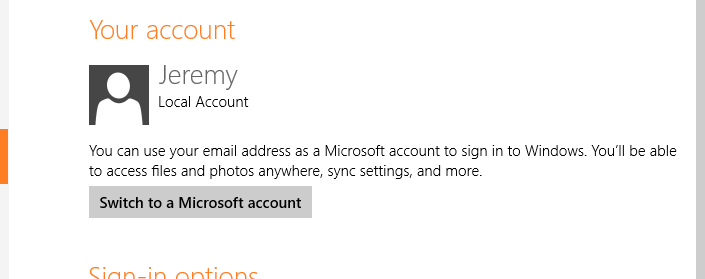 Your account
Jeremy
Local Account
You can use your email address as a Microsoft account to sign in to Windows. You'll be able
to access files and photos anywhere, sync settings, and more.
Switch to a Microsoft account
Sign-in options